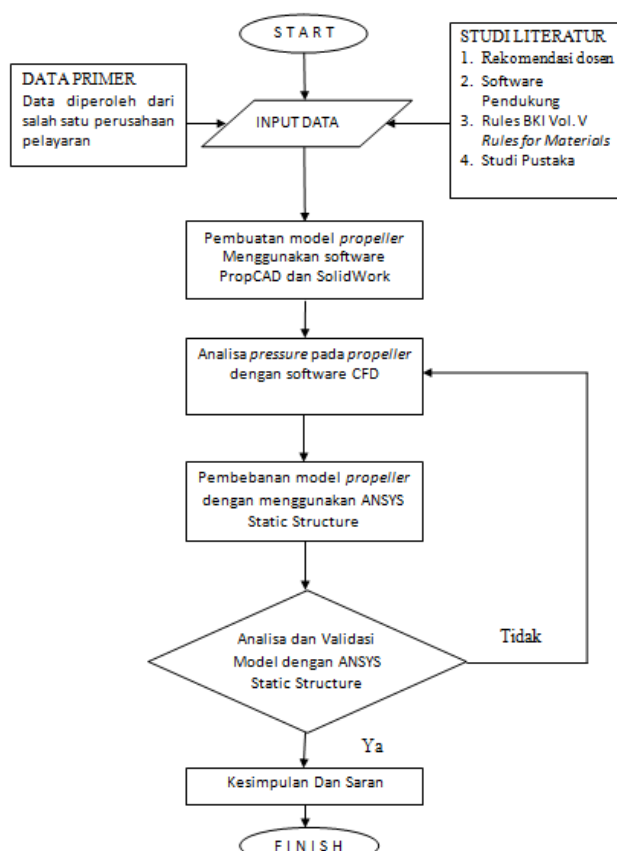 S T A R T
DATA PRIMER
Data diperoleh dari
salah satu perusahaan
pelayaran
INPUT DATA
STUDI LITERATUR
1. Rekomendasi dosen
2. Software
Pendukung
3. Rules BKI Vol. V
Rules for Materials
4. Studi Pustaka
Pembuatan model propeller
Menggunakan software
PropCAD dan SolidWork
Analisa pressure pada propeller
dengan software CFD
Pembebanan model propeller
dengan menggunakan ANSYS
Static Structure
Analisa dan Validasi
Model dengan ANSYS
Static Structure
Tidak
Ya
Kesimpulan Dan Saran
F I N I S H